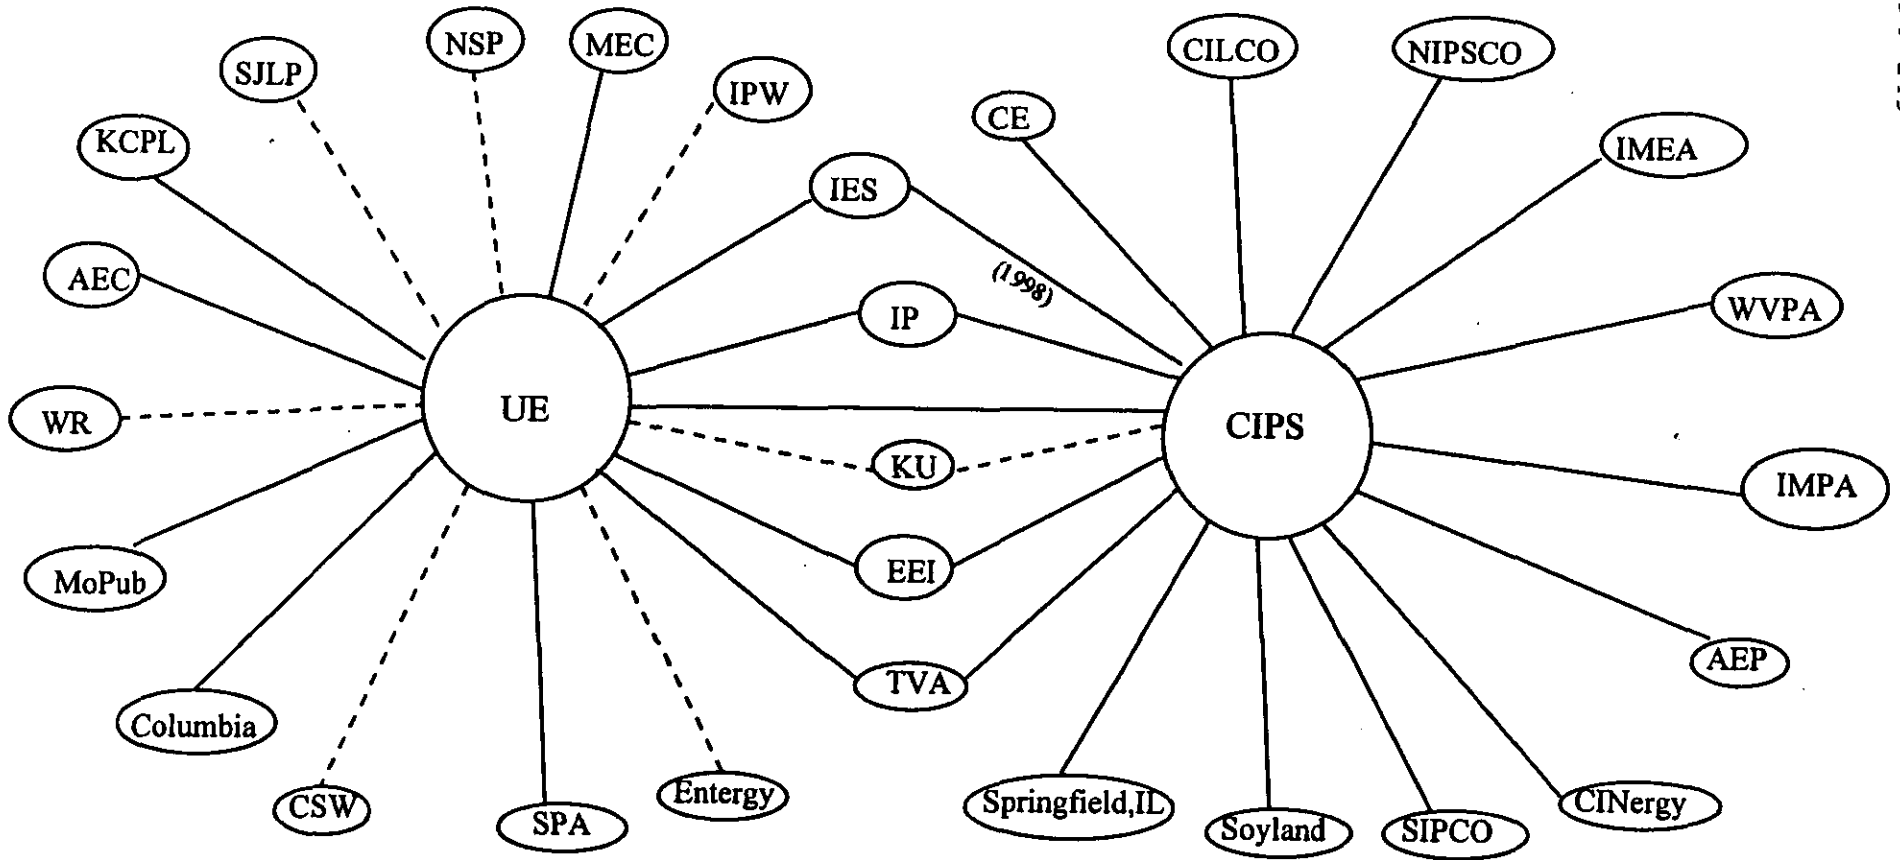 NSP
MEC
CILCO
NIPSCO
SJLP
IPW
CE
KCPL
IMEA
IES
AEC
(1998)
WVPA
IP
WR
UE
CIPS
KU
IMPA
EEI
MoPub
AEP
TVA
Columbia
CSW
SPA
Entergy
Springfield,IL
Soyland
SIPCO
CINergy